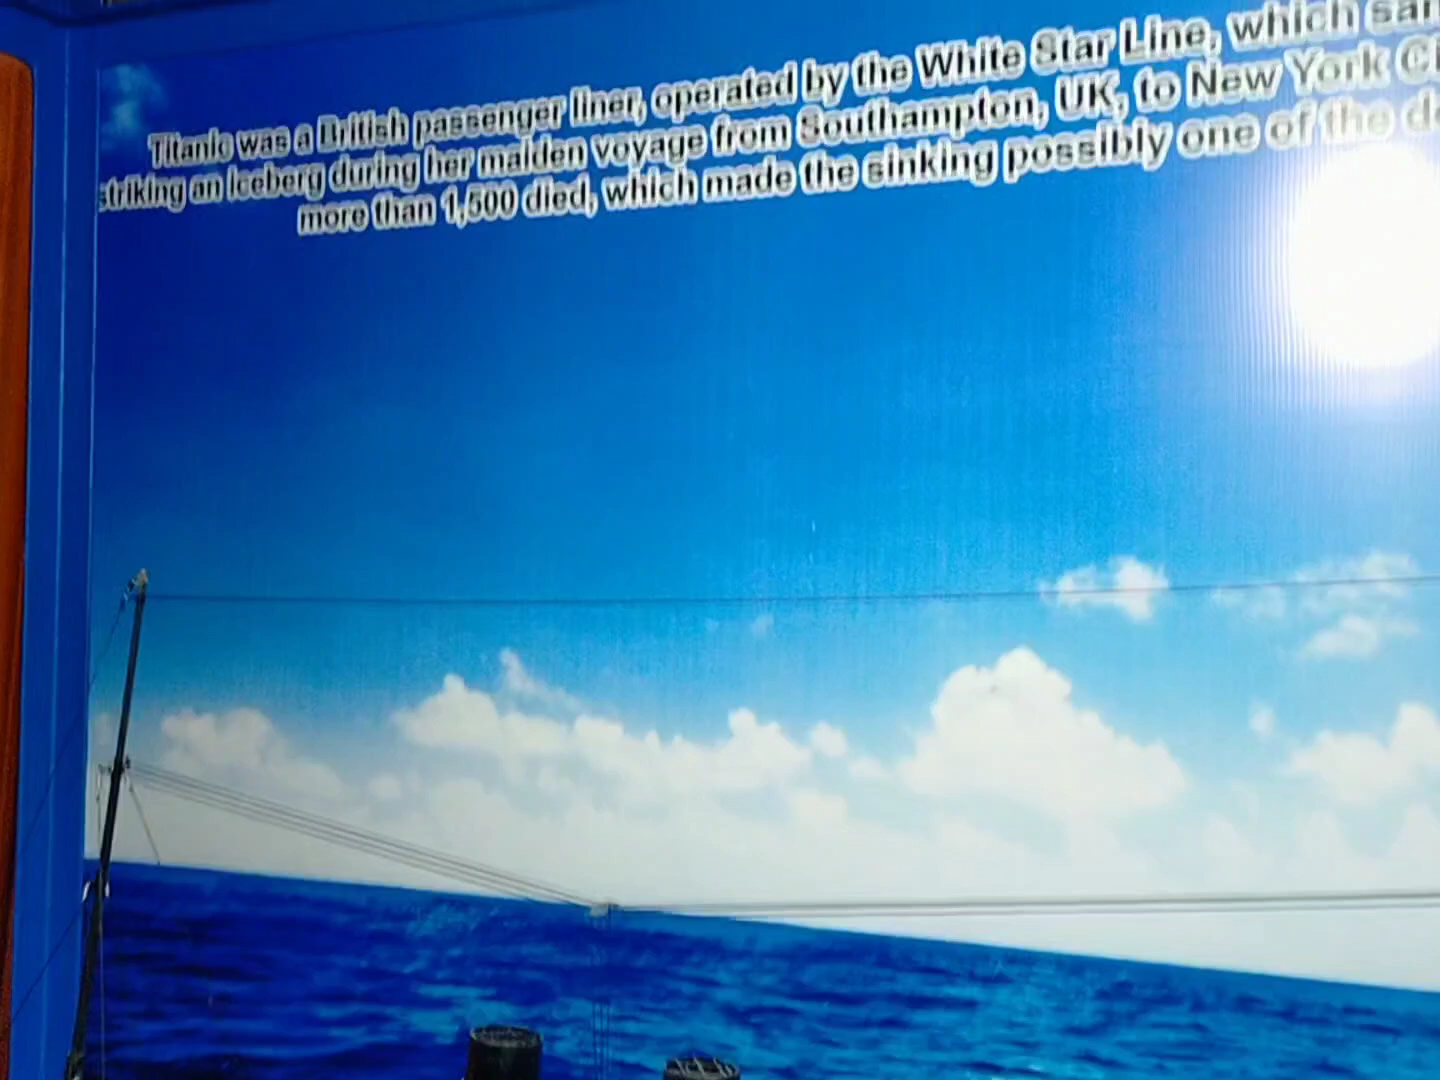 Titanic was a British passenger liner, operated by the White Star Line, which
striking an Iceberg during her maiden voyage from Southampton, UK, to New York
more than 1,500 died, which made the sinking possibly one of the